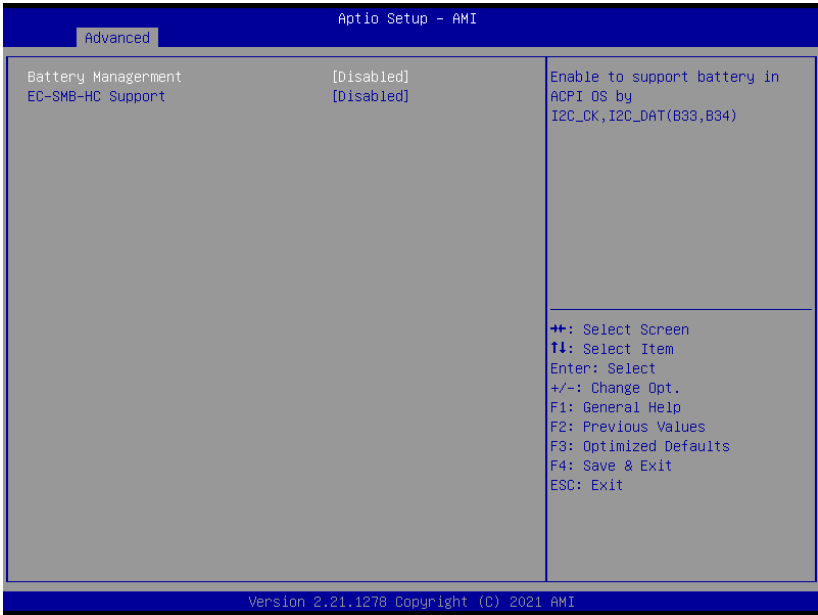 Aptio Setup – AMI
Advanced
Battery Managerment [Disabled]
EC-SMB-HC Support [Disabled]
Enable to support battery in
ACPI OS by
I2C_CK,I2C_DAT(B33,B34)
→←: Select Screen
↑↓: Select Item
Enter: Select
+/-: Change Opt.
F1: General Help
F2: Previous Values
F3: Optimized Defaults
F4: Save & Exit
ESC: Exit
Version 2.21.1278 Copyright (C) 2021 AMI